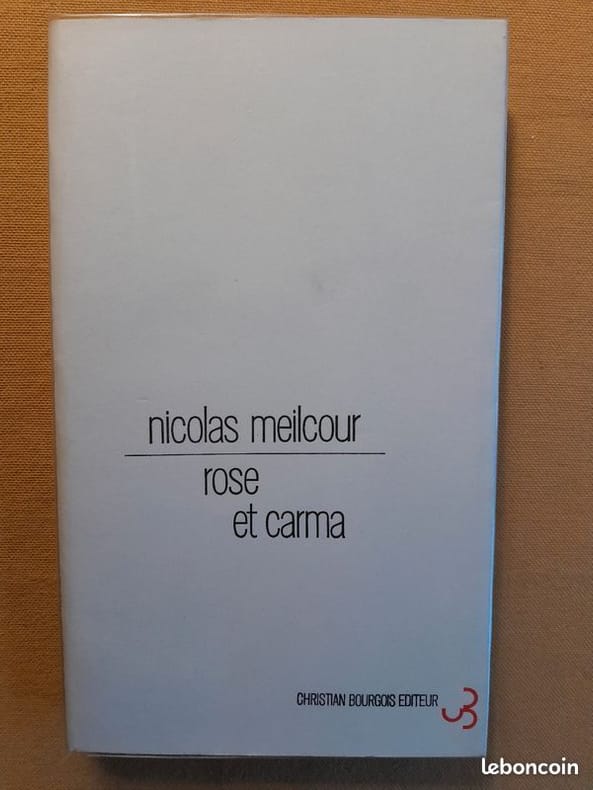 nicolas meilcour
rose
et carma
CHRISTIAN BOURGOIS EDITEUR
leboncoin